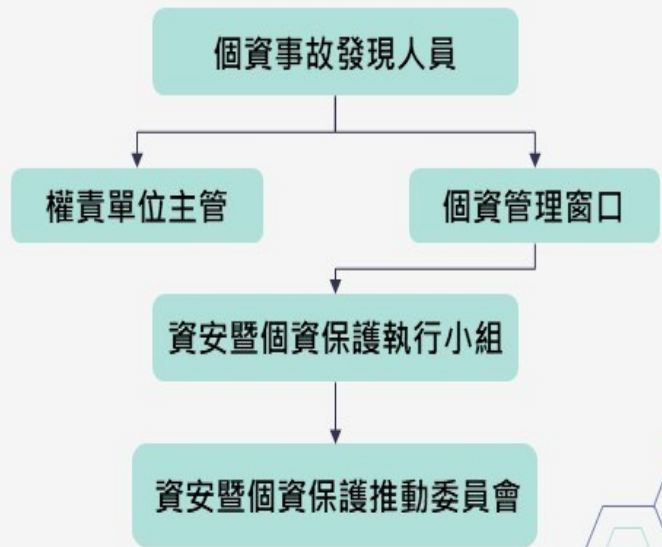 個資事故發現人員
權責單位主管
個資管理窗口
資安暨個資保護執行小組
資安暨個資保護推動委員會